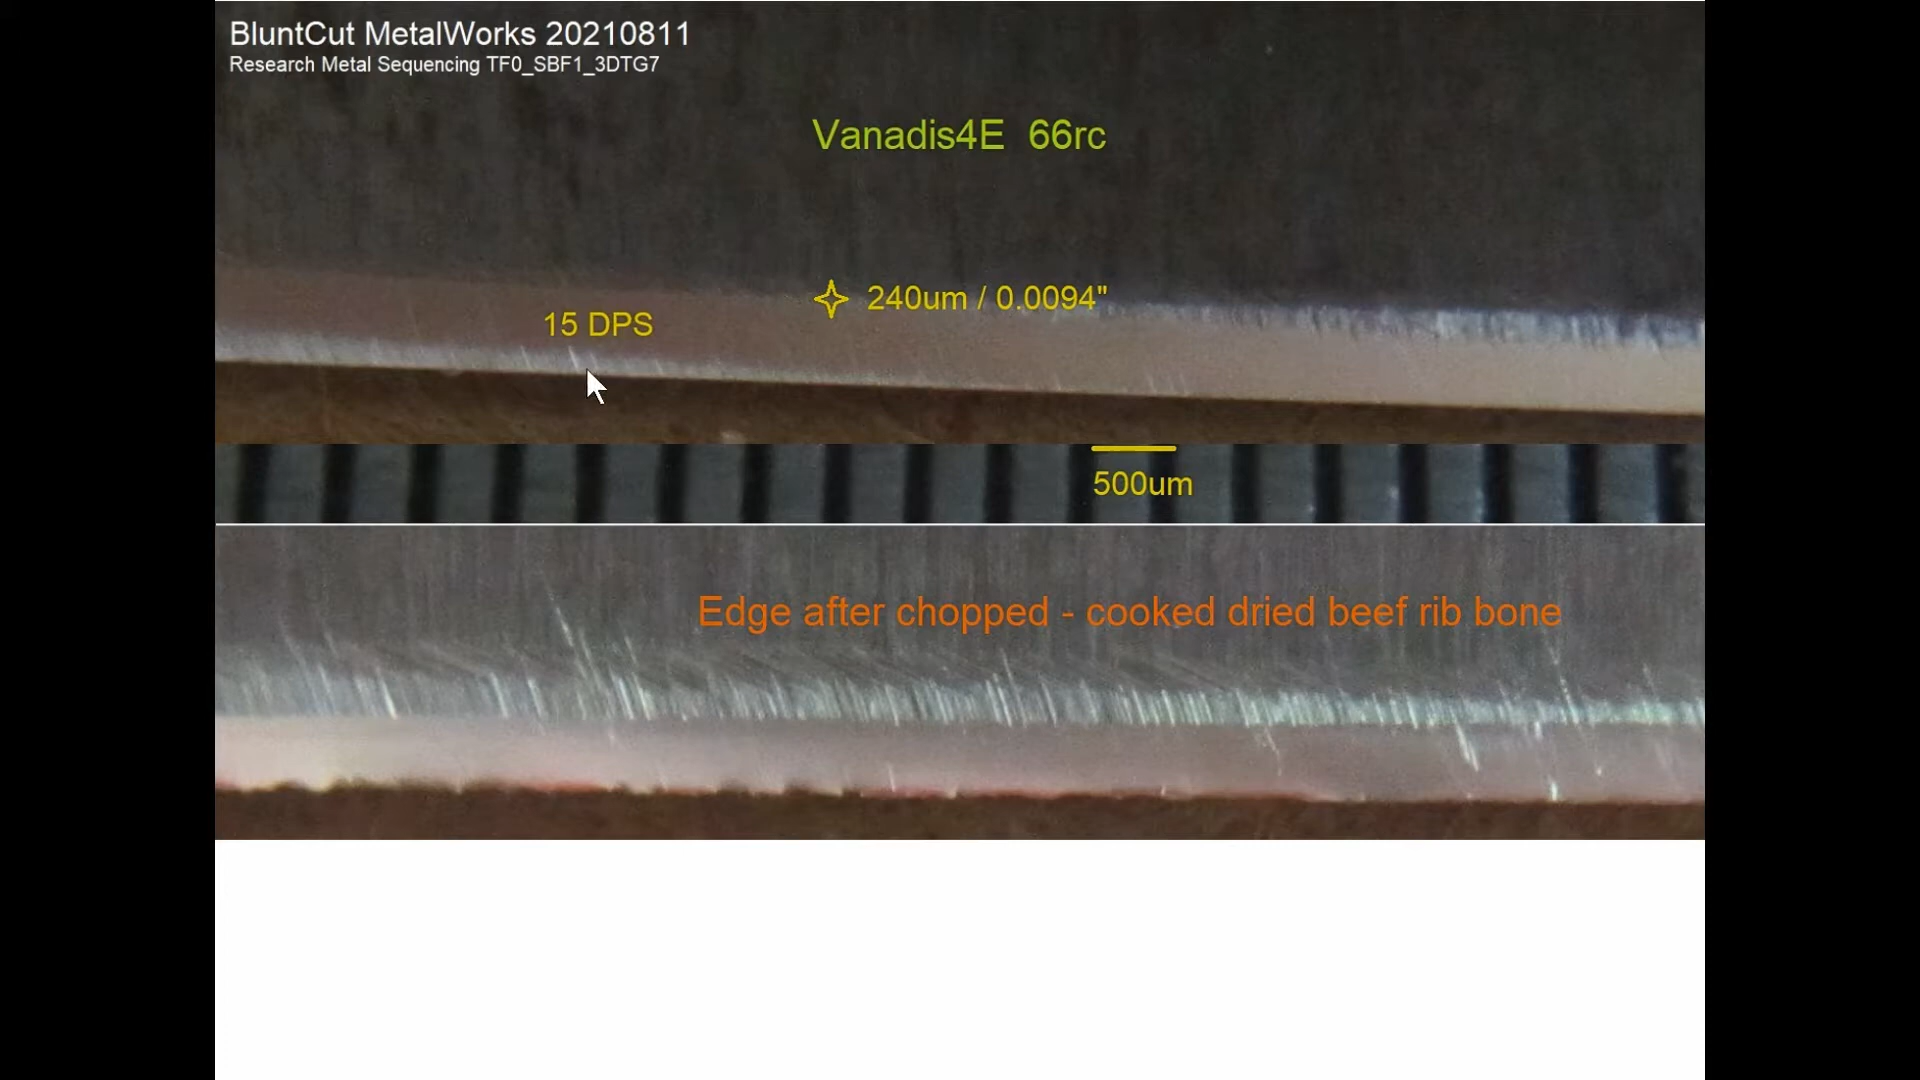 BluntCut MetalWorks 20210811
Research Metal Sequencing TF0_SBF1_3DTG7
Vanadis4E 66rc
240um / 0.0094"
15 DPS
500um
Edge after chopped - cooked dried beef rib bone